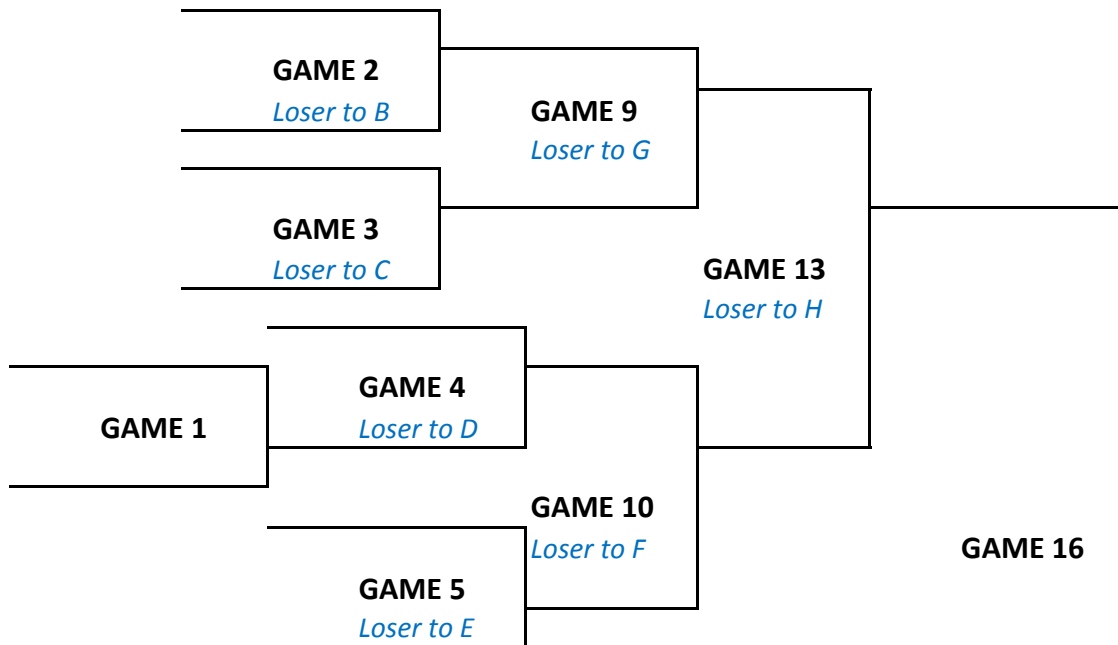 GAME 2
Loser to B
GAME 9
Loser to G
GAME 3
Loser to C
GAME 13
Loser to H
GAME 4
Loser to D
GAME 1
GAME 10
Loser to F
GAME 16
GAME 5
Loser to E